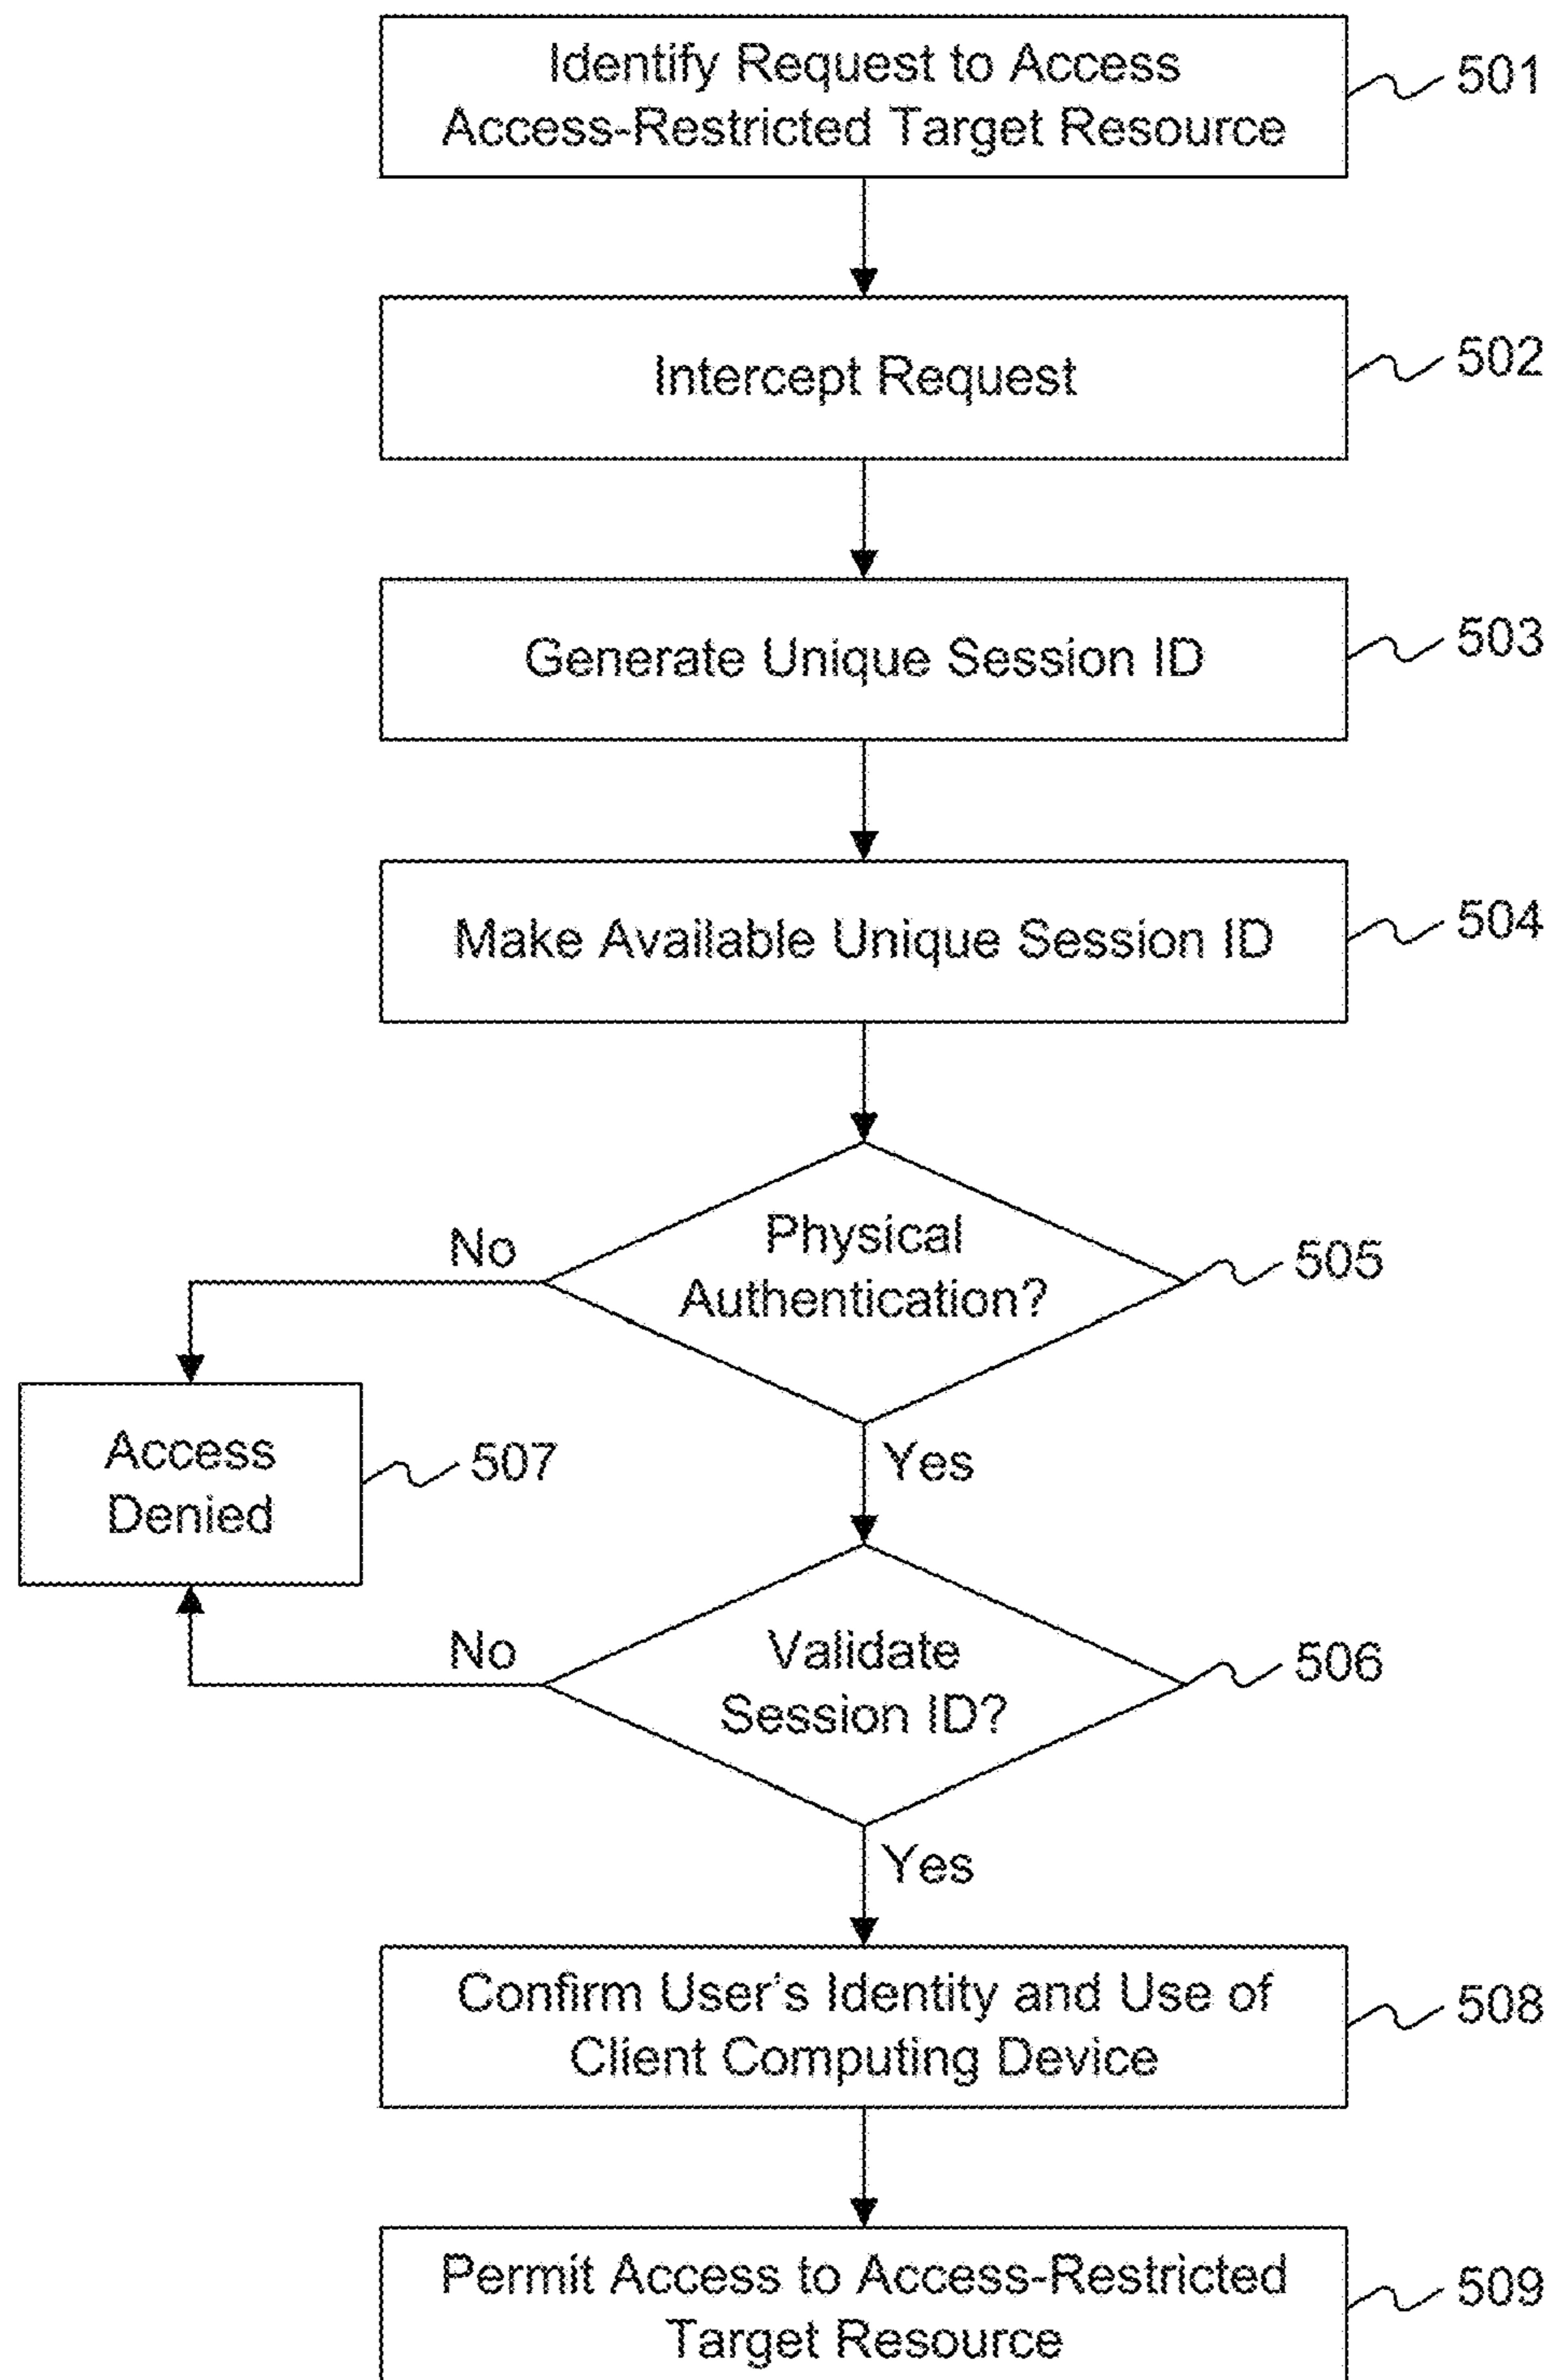 Identify Request to Access
Access-Restricted Target Resource
501
Intercept Request
502
Generate Unique Session ID
503
Make Available Unique Session ID
504
Physical
Authentication?
505
No
Yes
Access
Denied
507
Validate
Session ID?
506
No
Yes
Confirm User's Identity and Use of
Client Computing Device
508
Permit Access to Access-Restricted
Target Resource
509